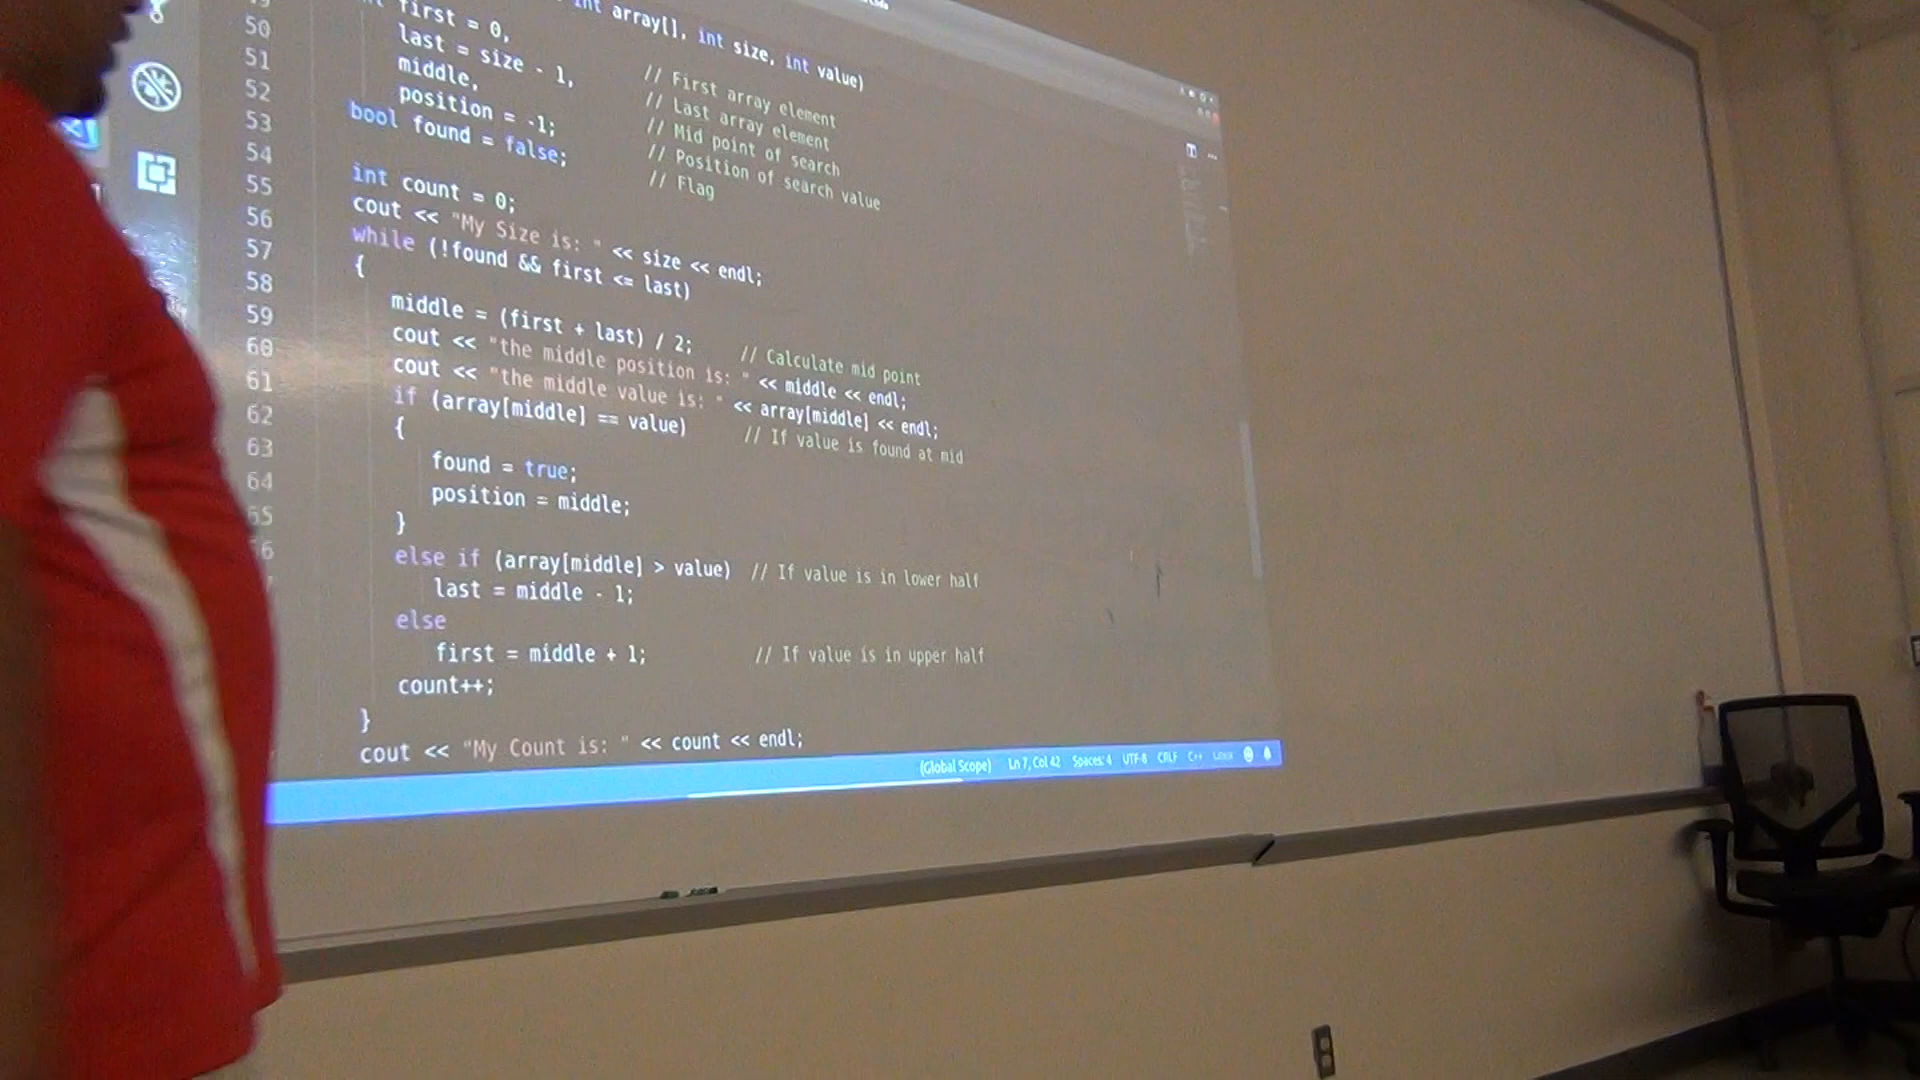 int array[], int size, int value)
50 first = 0, // First array element
51 last = size - 1, // Last array element
52 middle, // Mid point of search
53 position = -1; // Position of search value
54 bool found = false; // Flag
55 int count = 0;
56 cout << "My Size is: " << size << endl;
57 while (!found && first <= last)
58 {
59 middle = (first + last) / 2; // Calculate mid point
60 cout << "the middle position is: " << middle << endl;
61 cout << "the middle value is: " << array[middle] << endl;
62 if (array[middle] == value) // If value is found at mid
63 {
64 found = true;
65 position = middle;
}
else if (array[middle] > value) // If value is in lower half
last = middle - 1;
else
first = middle + 1; // If value is in upper half
count++;
}
cout << "My Count is: " << count << endl;
(Global Scope) Ln 7, Col 42 Spaces: 4 UTF-8 CRLF C++ Linux